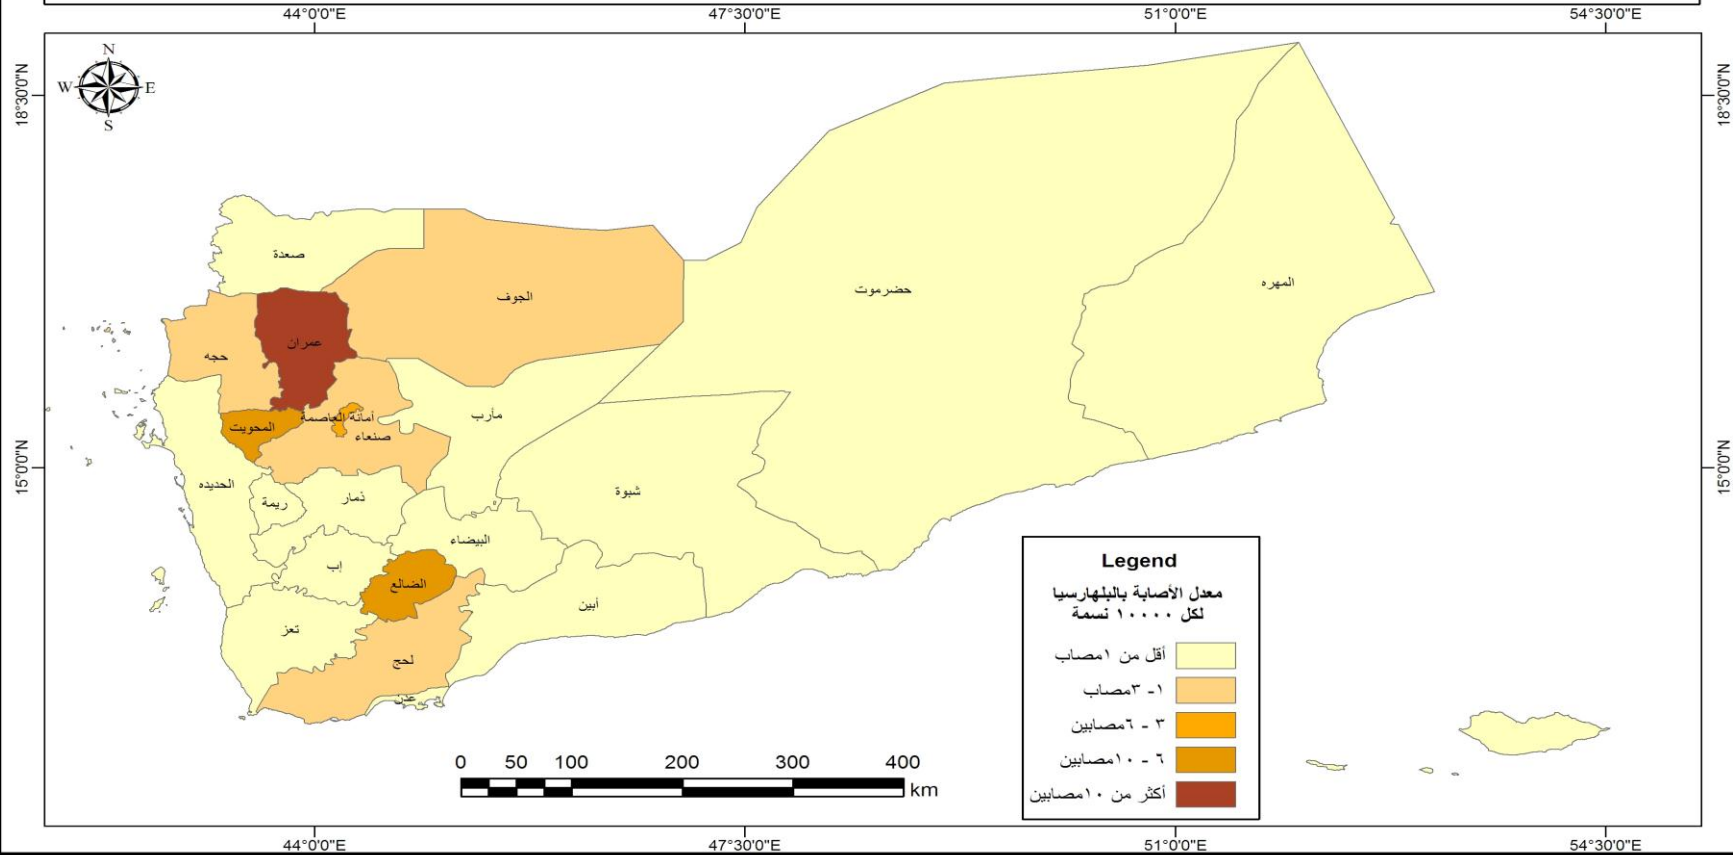 44°0'0"E
47°30'0"E
51°0'0"E
54°30'0"E
18°30'0"N
18°30'0"N
N
W E
S
صعدة
الجوف
حضرموت
المهره
عمران
حجه
أمانة العاصمة
المحويت
صنعاء
مأرب
الحديده
ريمة
ذمار
شبوة
البيضاء
إب
الضالع
أبين
تعز
لحج
عدن
15°0'0"N
15°0'0"N
Legend
معدل الأصابة بالبلهارسيا
لكل ١٠٠٠٠ نسمة
أقل من ١مصاب
١- ٣مصاب
٣ - ٦مصابين
٦ - ١٠مصابين
أكثر من ١٠مصابين
0 50 100 200 300 400
km
44°0'0"E
47°30'0"E
51°0'0"E
54°30'0"E